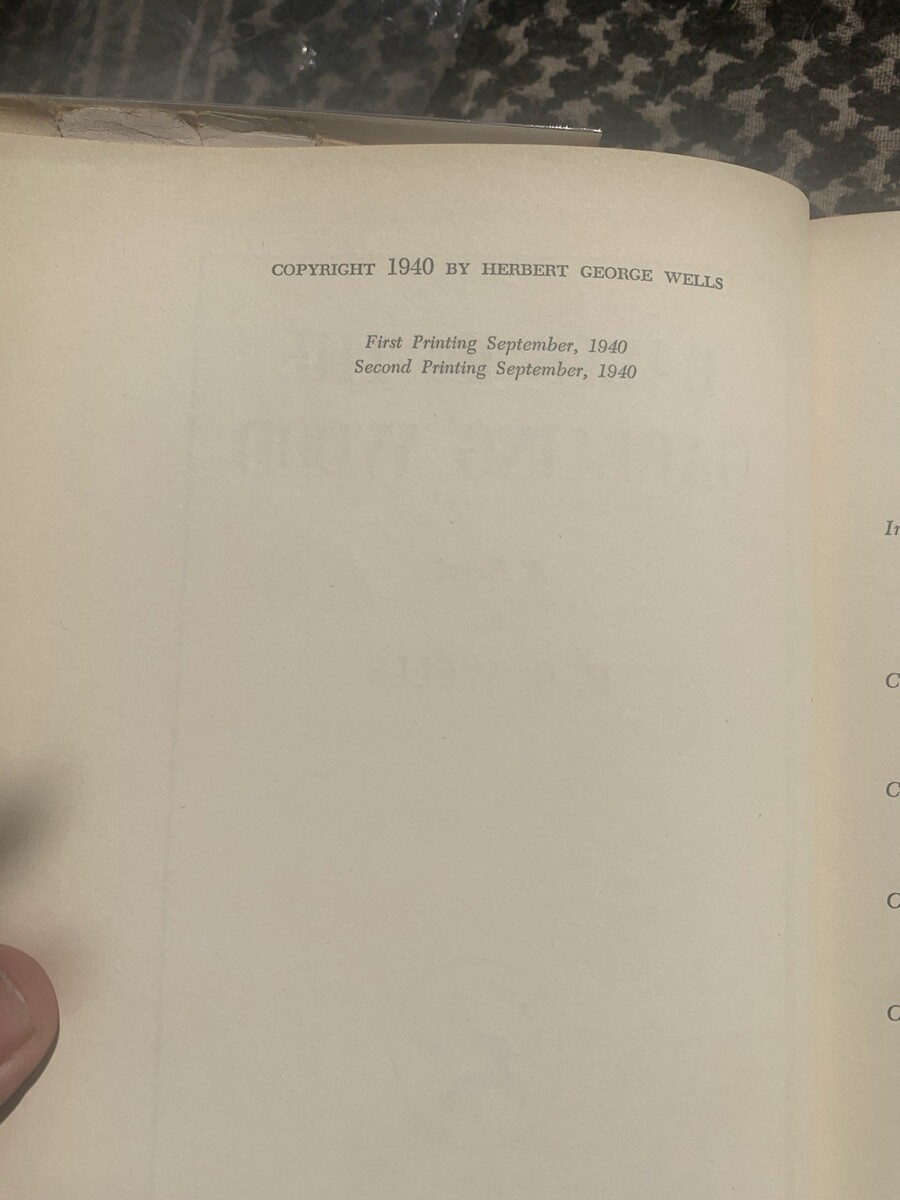 COPYRIGHT 1940 BY HERBERT GEORGE WELLS
First Printing September, 1940
Second Printing September, 1940